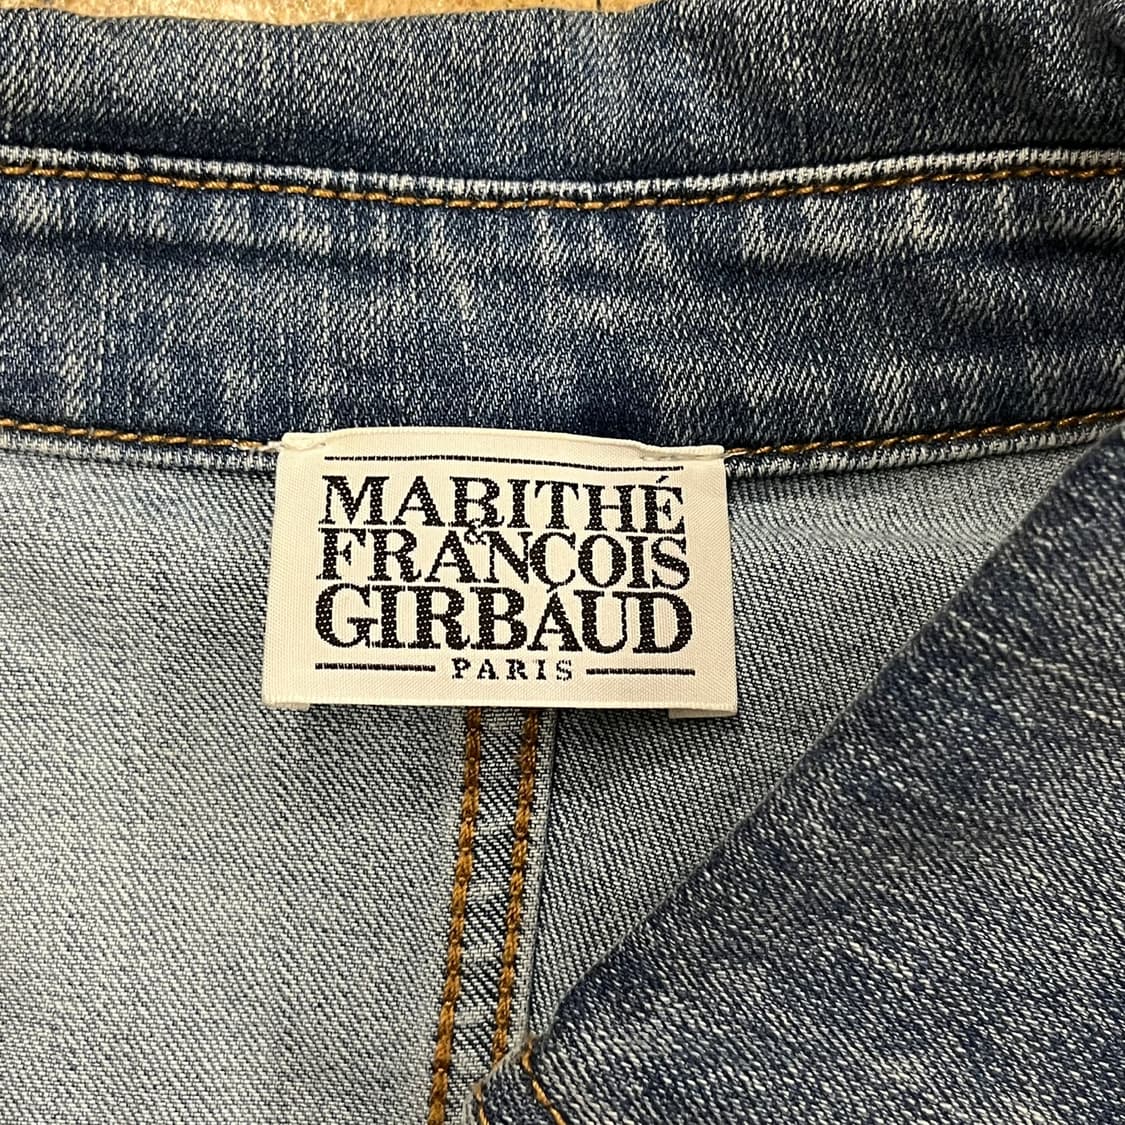 MARITHÉ
&
FRANÇOIS
GIRBAUD
PARIS